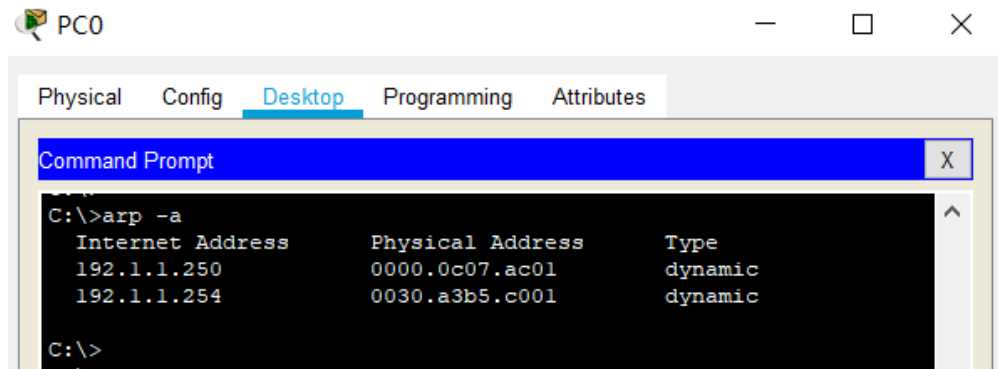 PC0
Physical Config Desktop Programming Attributes
Command Prompt X
C:\>arp -a
Internet Address Physical Address Type
192.1.1.250 0000.0c07.ac01 dynamic
192.1.1.254 0030.a3b5.c001 dynamic
C:\>